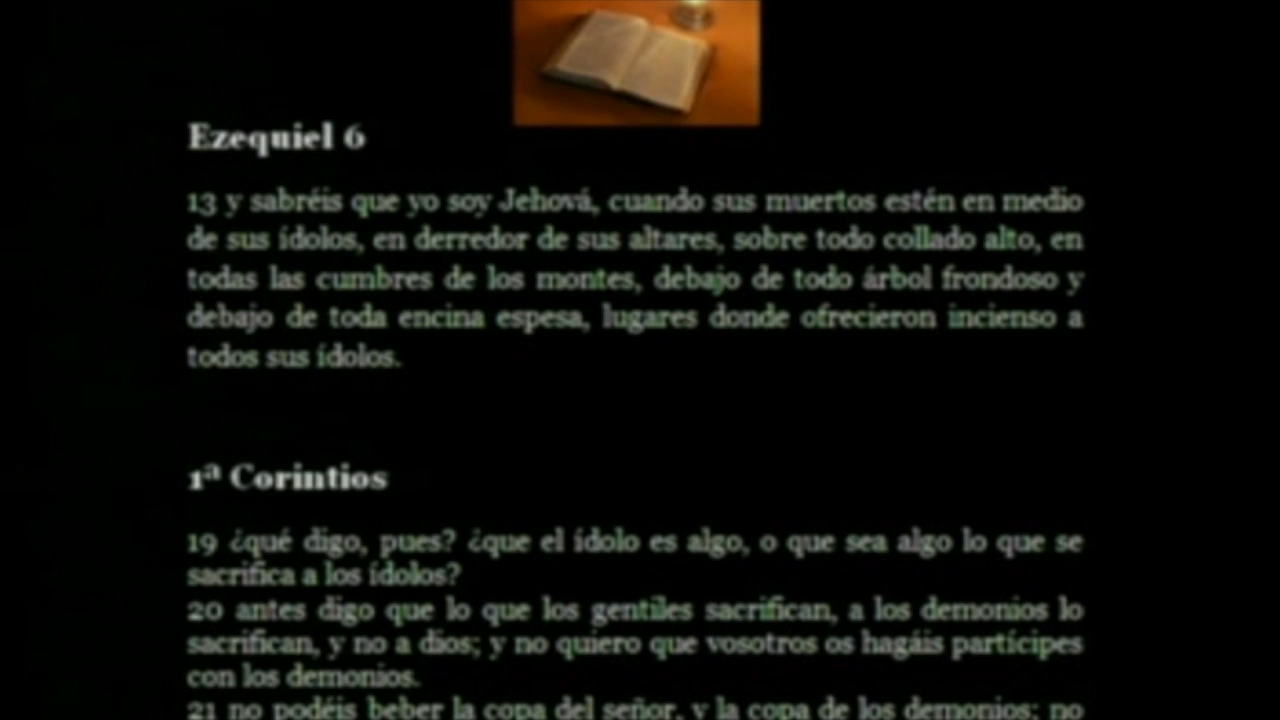 Ezequiel 6
13 y sabréis que yo soy Jehová, cuando sus muertos estén en medio
de sus ídolos, en derredor de sus altares, sobre todo collado alto, en
todas las cumbres de los montes, debajo de todo árbol frondoso y
debajo de toda encina espesa, lugares donde ofrecieron incienso a
todos sus ídolos.
1ª Corintios
19 ¿qué digo, pues? ¿que el ídolo es algo, o que sea algo lo que se
sacrifica a los ídolos?
20 antes digo que lo que los gentiles sacrifican, a los demonios lo
sacrifican, y no a dios; y no quiero que vosotros os hagáis partícipes
con los demonios.
21 no podéis beber la copa del señor, y la copa de los demonios; no